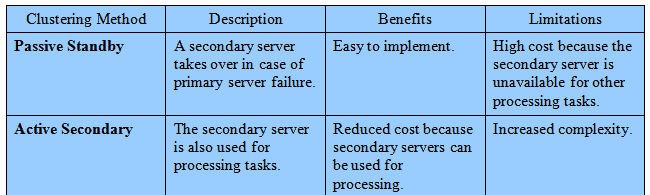 Clustering Method Description Benefits Limitations
Passive Standby
A secondary server
takes over in case of
primary server failure.
Easy to implement.
High cost because the
secondary server is
unavailable for other
processing tasks.
Active Secondary
The secondary server
is also used for
processing tasks.
Reduced cost because
secondary servers can
be used for
processing.
Increased complexity.